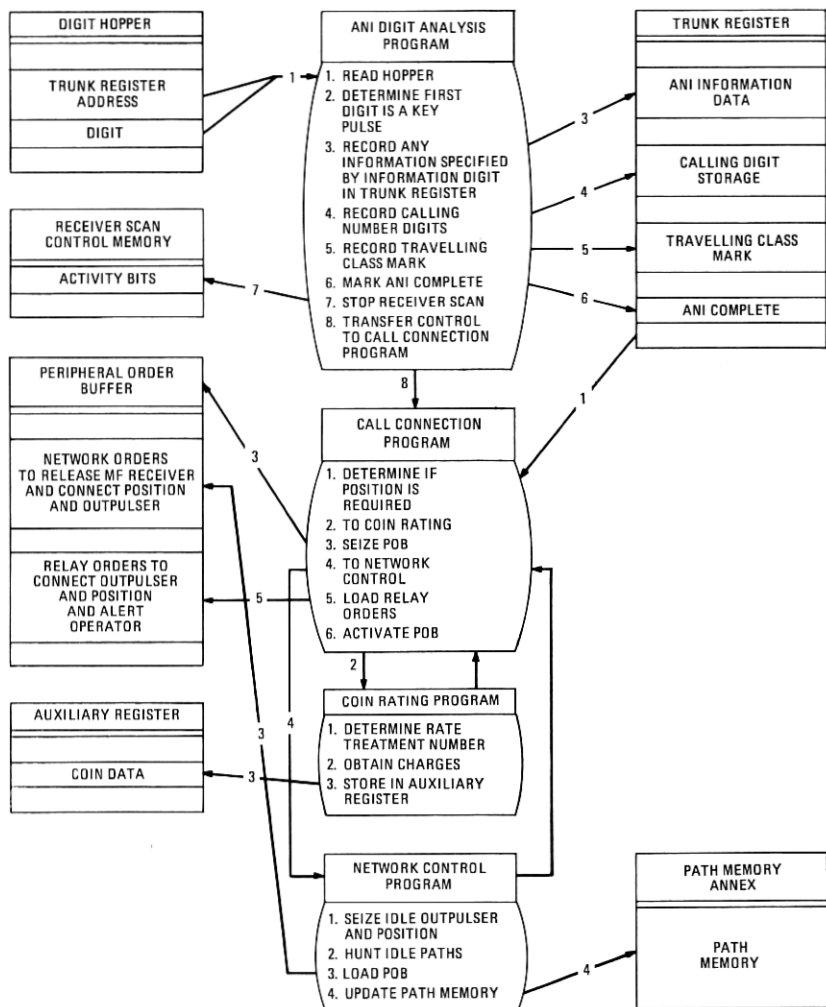 DIGIT HOPPER
TRUNK REGISTER
ADDRESS
DIGIT
1
ANI DIGIT ANALYSIS
PROGRAM
1. READ HOPPER
2. DETERMINE FIRST
DIGIT IS A KEY
PULSE
3. RECORD ANY
INFORMATION SPECIFIED
BY INFORMATION DIGIT
IN TRUNK REGISTER
4. RECORD CALLING
NUMBER DIGITS
5. RECORD TRAVELLING
CLASS MARK
6. MARK ANI COMPLETE
7. STOP RECEIVER SCAN
8. TRANSFER CONTROL
TO CALL CONNECTION
PROGRAM
3
4
5
6
TRUNK REGISTER
ANI INFORMATION
DATA
CALLING DIGIT
STORAGE
TRAVELLING CLASS
MARK
ANI COMPLETE
RECEIVER SCAN
CONTROL MEMORY
ACTIVITY BITS
7
8
1
PERIPHERAL ORDER
BUFFER
NETWORK ORDERS
TO RELEASE MF RECEIVER
AND CONNECT POSITION
AND OUTPULSER
RELAY ORDERS TO
CONNECT OUTPULSER
AND POSITION
AND ALERT
OPERATOR
3
5
CALL CONNECTION
PROGRAM
1. DETERMINE IF
POSITION IS
REQUIRED
2. TO COIN RATING
3. SEIZE POB
4. TO NETWORK
CONTROL
5. LOAD RELAY
ORDERS
6. ACTIVATE POB
2
4
3
AUXILIARY REGISTER
COIN DATA
3
COIN RATING PROGRAM
1. DETERMINE RATE
TREATMENT NUMBER
2. OBTAIN CHARGES
3. STORE IN AUXILIARY
REGISTER
NETWORK CONTROL
PROGRAM
1. SEIZE IDLE OUTPULSER
AND POSITION
2. HUNT IDLE PATHS
3. LOAD POB
4. UPDATE PATH MEMORY
4
PATH MEMORY
ANNEX
PATH
MEMORY